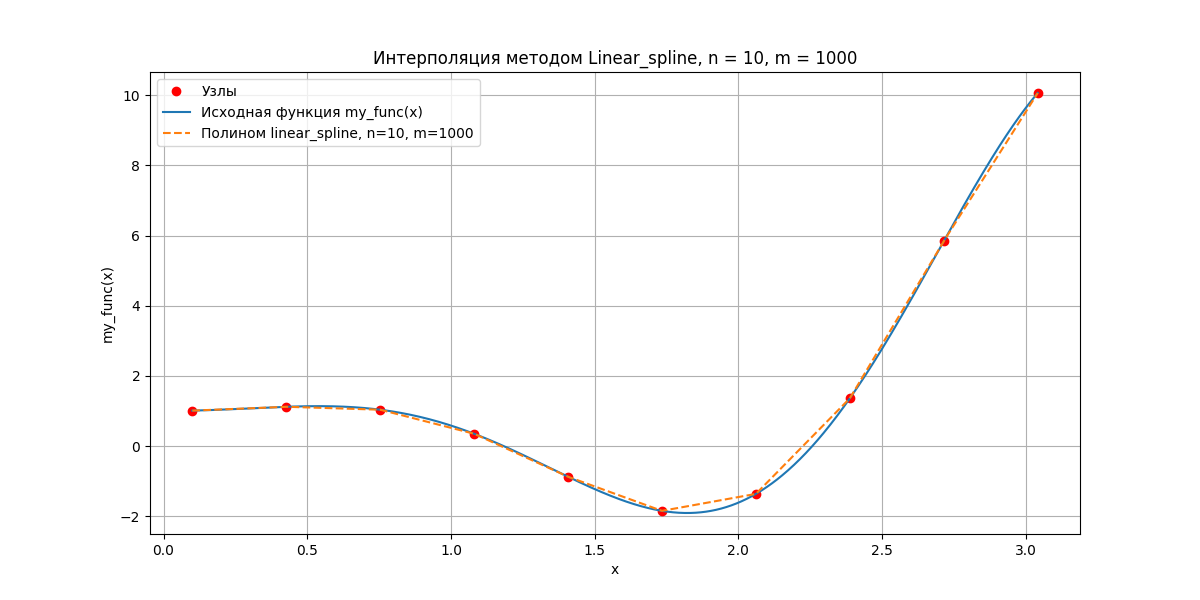 Интерполяция методом Linear_spline, n = 10, m = 1000
Узлы
Исходная функция my_func(x)
Полином linear_spline, n=10, m=1000
my_func(x)
10
8
6
4
2
0
−2
0.0 0.5 1.0 1.5 2.0 2.5 3.0
x